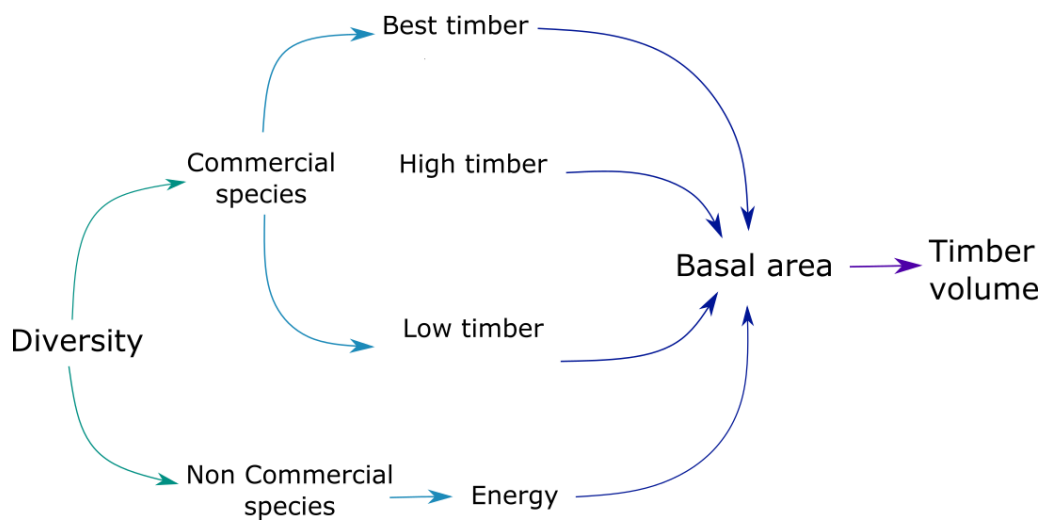 Best timber
Commercial
species
High timber
Basal area
Timber
volume
Low timber
Diversity
Non Commercial
species
Energy